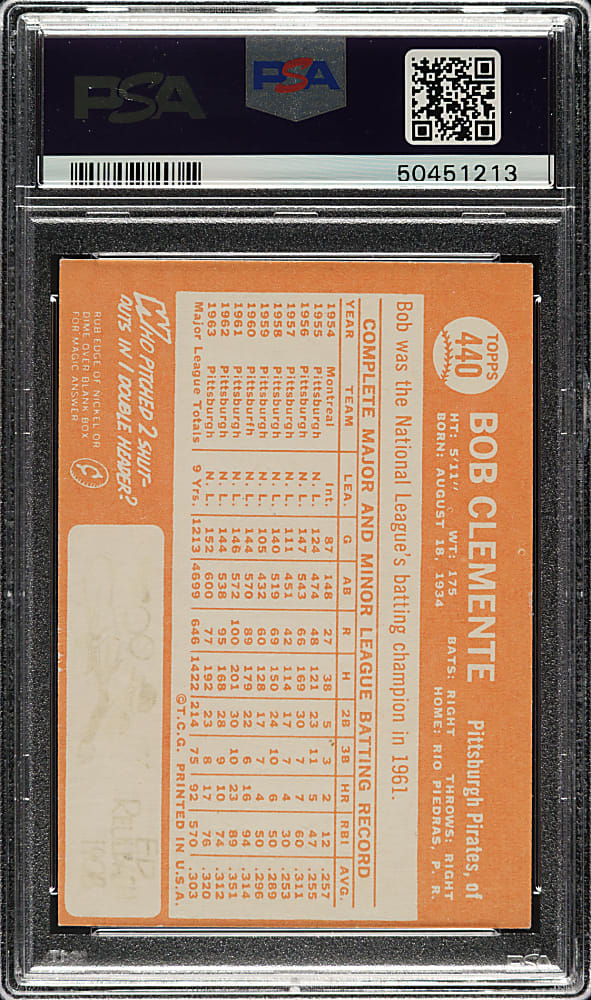 PSA
PSA
50451213
TOPPS
440
BOB CLEMENTE Pittsburgh Pirates, of
HT: 5'11" WT: 175 BATS: RIGHT THROWS: RIGHT
BORN: AUGUST 18, 1934 HOME: RIO PIEDRAS, P. R.
Bob was the National League's batting champion in 1961.
COMPLETE MAJOR AND MINOR LEAGUE BATTING RECORD
YEAR TEAM LEA. G AB R H 2B 3B HR RBI AVG.
1954 Montreal Int. 87 148 27 38 5 3 2 12 .257
1955 Pittsburgh N. L. 124 474 48 121 23 11 5 47 .255
1956 Pittsburgh N. L. 147 543 66 169 30 7 7 60 .311
1957 Pittsburgh N. L. 111 451 42 114 17 7 4 30 .253
1958 Pittsburgh N. L. 140 519 69 150 24 10 6 50 .289
1959 Pittsburgh N. L. 105 432 60 128 17 7 4 50 .296
1960 Pittsburfh N. L. 144 570 89 179 22 6 16 94 .314
1961 Pittsburgh N. L. 146 572 100 201 30 10 23 89 .351
1962 Pittsburgh N. L. 144 538 95 168 28 9 10 74 .312
1963 Pittsburgh N. L. 152 600 77 192 23 8 17 76 .320
Major League Totals 9 Yrs. 1213 4699 646 1422 214 75 92 570 .303
©T.C.G. PRINTED IN U.S.A.
WHO PITCHED 2 SHUT-
OUTS IN 1 DOUBLE HEADER?
RUB EDGE OF NICKEL OR
DIME OVER BLANK BOX
FOR MAGIC ANSWER
ED
1908
PSA